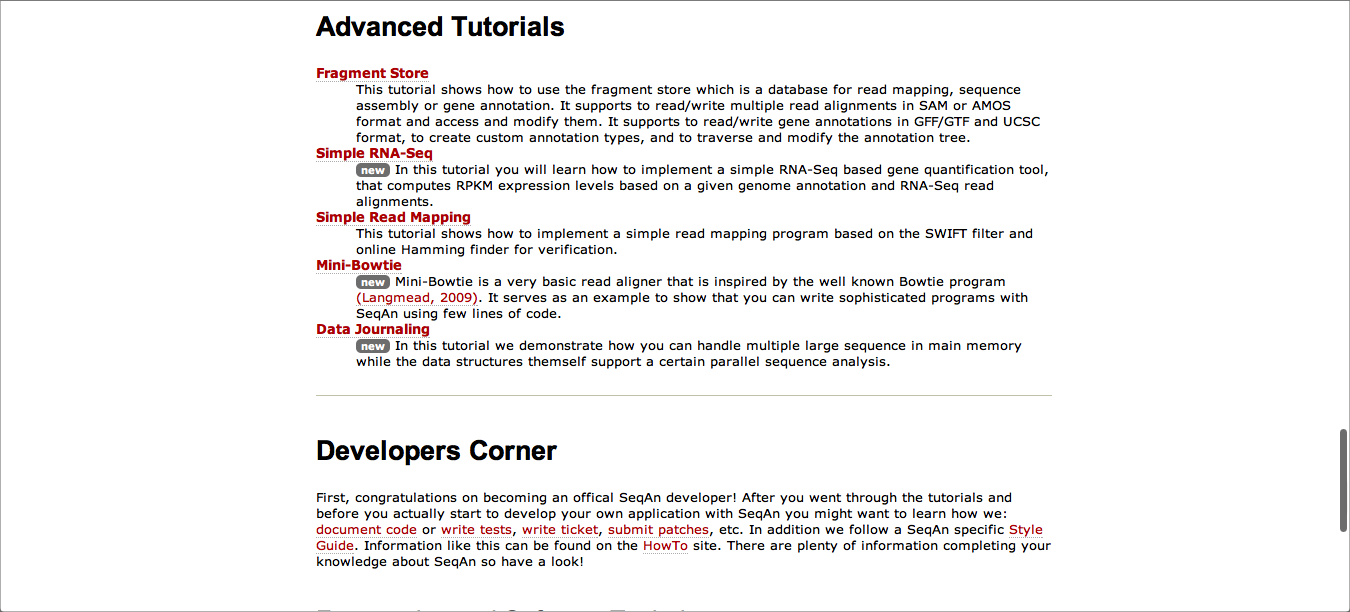 Advanced Tutorials
Fragment Store
This tutorial shows how to use the fragment store which is a database for read mapping, sequence
assembly or gene annotation. It supports to read/write multiple read alignments in SAM or AMOS
format and access and modify them. It supports to read/write gene annotations in GFF/GTF and UCSC
format, to create custom annotation types, and to traverse and modify the annotation tree.
Simple RNA-Seq
new In this tutorial you will learn how to implement a simple RNA-Seq based gene quantification tool,
that computes RPKM expression levels based on a given genome annotation and RNA-Seq read
alignments.
Simple Read Mapping
This tutorial shows how to implement a simple read mapping program based on the SWIFT filter and
online Hamming finder for verification.
Mini-Bowtie
new Mini-Bowtie is a very basic read aligner that is inspired by the well known Bowtie program
(Langmead, 2009). It serves as an example to show that you can write sophisticated programs with
SeqAn using few lines of code.
Data Journaling
new In this tutorial we demonstrate how you can handle multiple large sequence in main memory
while the data structures themself support a certain parallel sequence analysis.
Developers Corner
First, congratulations on becoming an offical SeqAn developer! After you went through the tutorials and
before you actually start to develop your own application with SeqAn you might want to learn how we:
document code or write tests, write ticket, submit patches, etc. In addition we follow a SeqAn specific Style
Guide. Information like this can be found on the HowTo site. There are plenty of information completing your
knowledge about SeqAn so have a look!